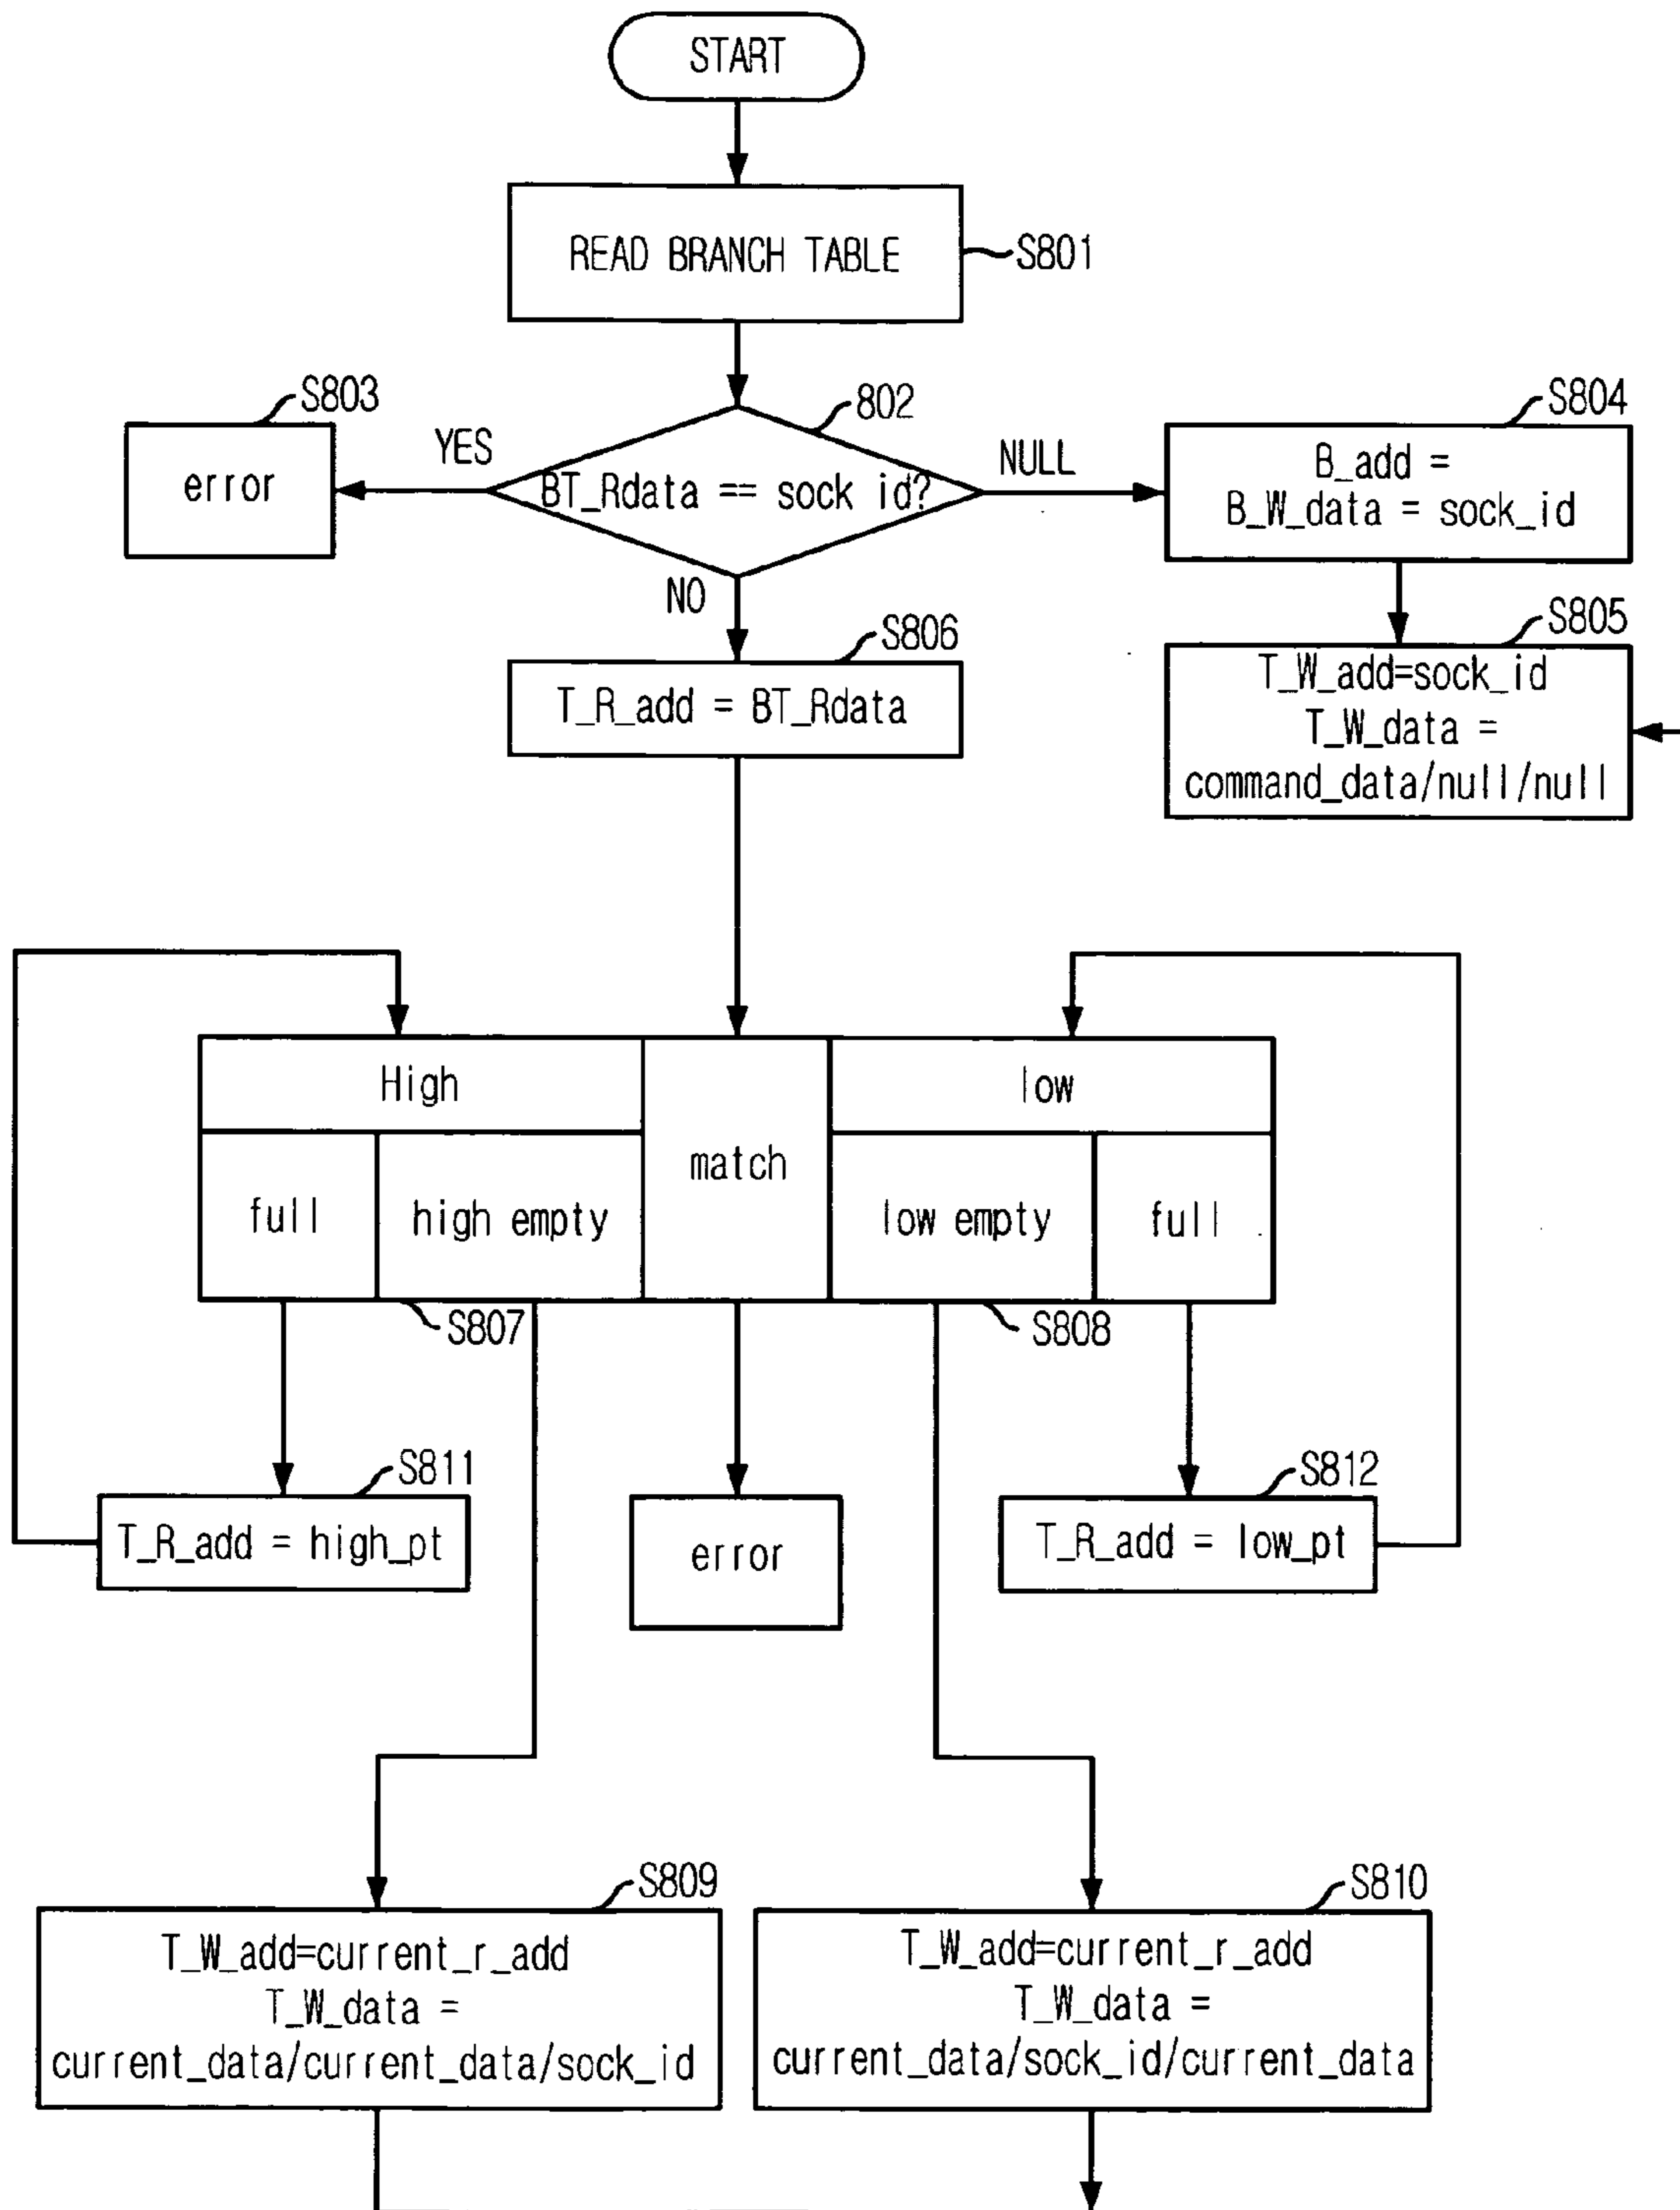 START
READ BRANCH TABLE
S801
S803
error
YES
802
BT_Rdata == sock id?
NULL
S804
B_add =
B_W_data = sock_id
NO
S805
T_W_add=sock_id
T_W_data =
command_data/null/null
S806
T_R_add = BT_Rdata
High
match
low
full
high empty
low empty
full
S807
S808
S811
T_R_add = high_pt
error
S812
T_R_add = low_pt
S809
T_W_add=current_r_add
T_W_data =
current_data/current_data/sock_id
S810
T_W_add=current_r_add
T_W_data =
current_data/sock_id/current_data